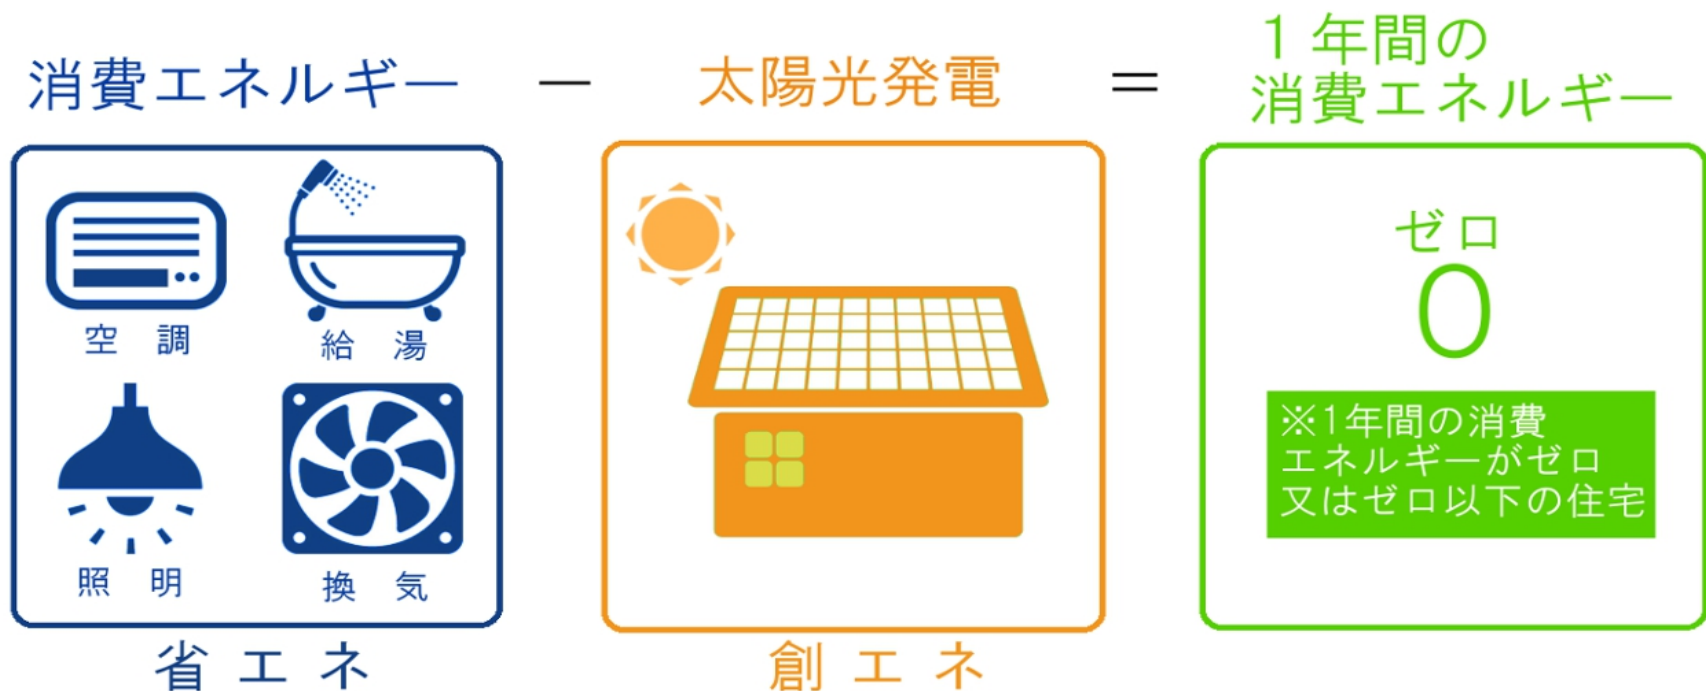 消費エネルギー
－
太陽光発電
＝
１年間の
消費エネルギー
空調
給湯
照明
換気
省エネ
創エネ
ゼロ
0
※1年間の消費
エネルギーがゼロ
又はゼロ以下の住宅